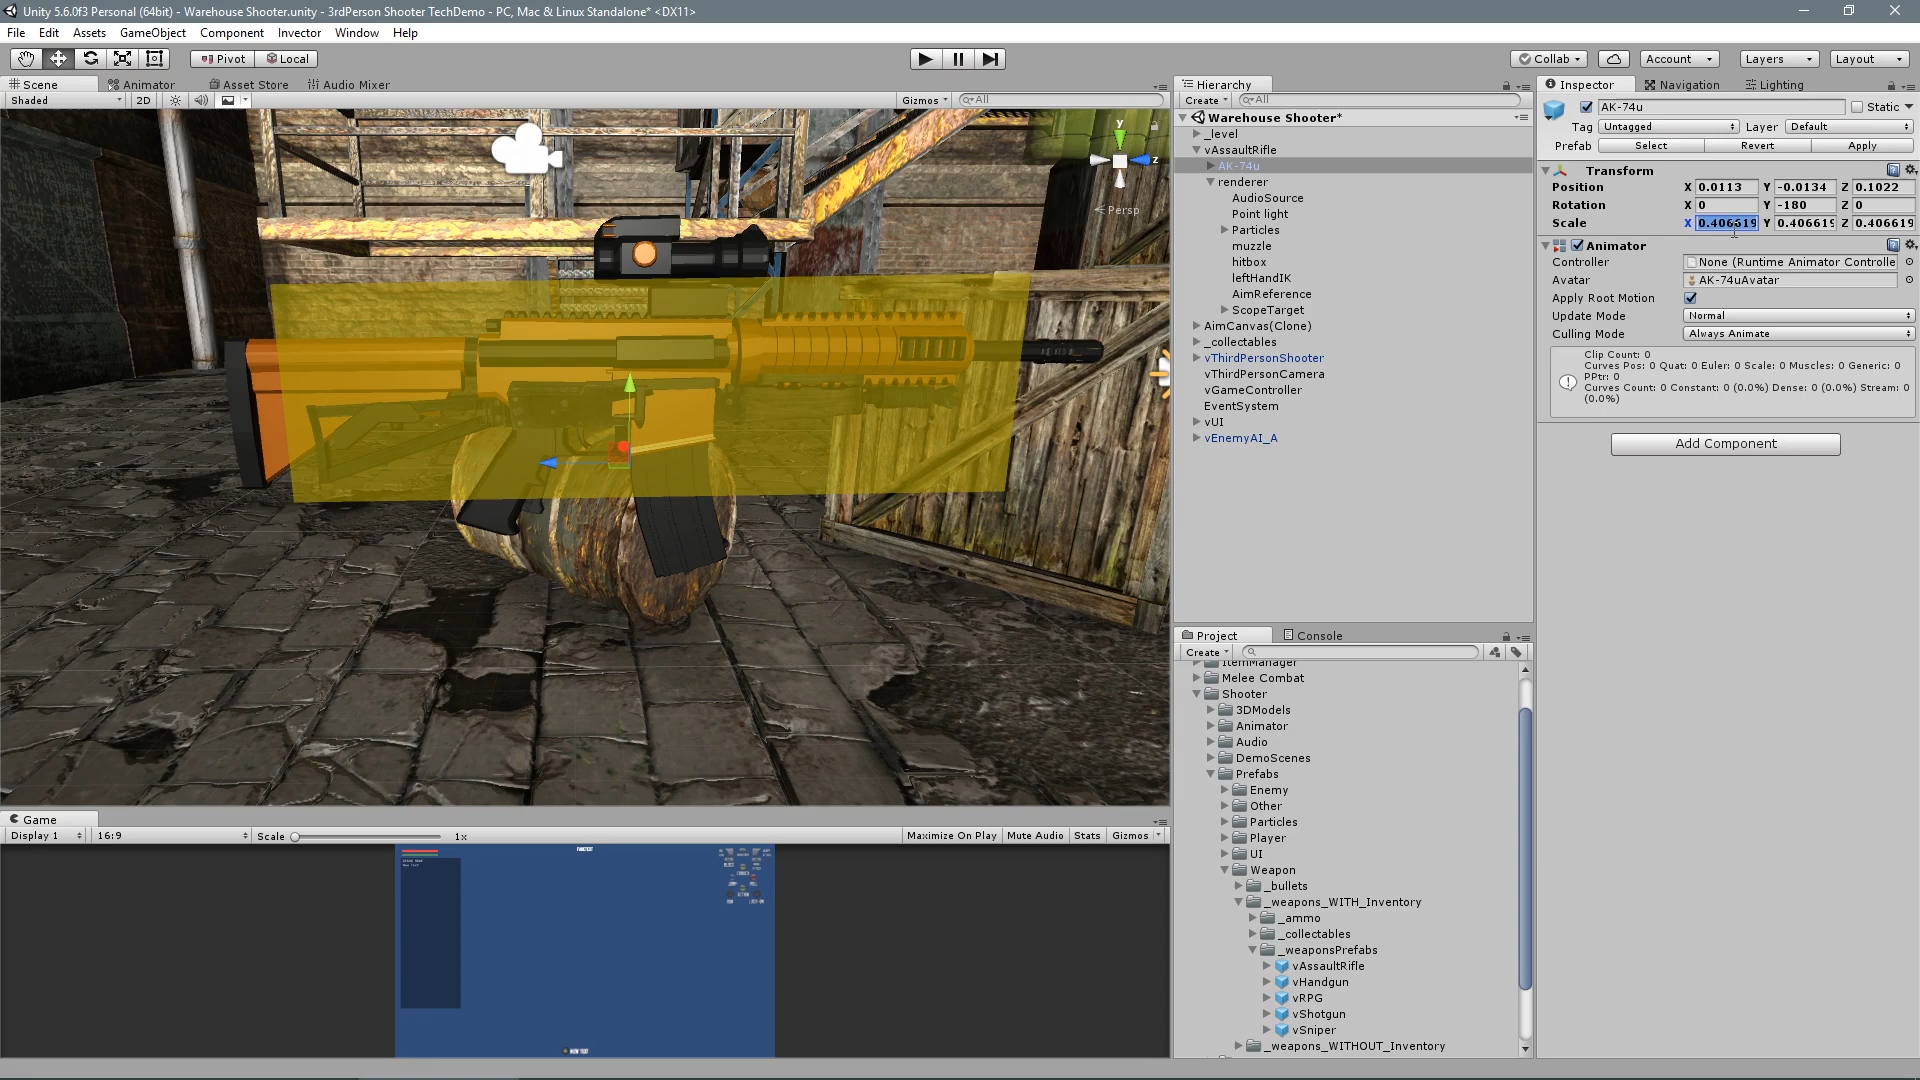 Unity 5.6.0f3 Personal (64bit) - Warehouse Shooter.unity - 3rdPerson Shooter TechDemo - PC, Mac & Linux Standalone* <DX11>
File Edit Assets GameObject Component Invector Window Help
Pivot Local Collab Account Layers Layout
Scene Animator Asset Store Audio Mixer
Shaded 2D Gizmos All
y
z
Persp
Hierarchy
Create All
Warehouse Shooter*
_level
vAssaultRifle
AK-74u
renderer
AudioSource
Point light
Particles
muzzle
hitbox
leftHandIK
AimReference
ScopeTarget
AimCanvas(Clone)
_collectables
vThirdPersonShooter
vThirdPersonCamera
vGameController
EventSystem
vUI
vEnemyAI_A
Inspector Navigation Lighting
AK-74u Static
Tag Untagged Layer Default
Prefab Select Revert Apply
Transform
Position X 0.0113 Y -0.0134 Z 0.1022
Rotation X 0 Y -180 Z 0
Scale X 0.406619 Y 0.406619 Z 0.406619
Animator
Controller None (Runtime Animator Controlle
Avatar AK-74uAvatar
Apply Root Motion
Update Mode Normal
Culling Mode Always Animate
Clip Count: 0
Curves Pos: 0 Quat: 0 Euler: 0 Scale: 0 Muscles: 0 Generic: 0
PPtr: 0
Curves Count: 0 Constant: 0 (0.0%) Dense: 0 (0.0%) Stream: 0
(0.0%)
Add Component
Project Console
Create
ItemManager
Melee Combat
Shooter
3DModels
Animator
Audio
DemoScenes
Prefabs
Enemy
Other
Particles
Player
UI
Weapon
_bullets
_weapons_WITH_Inventory
_ammo
_collectables
_weaponsPrefabs
vAssaultRifle
vHandgun
vRPG
vShotgun
vSniper
_weapons_WITHOUT_Inventory
Game
Display 1 16:9 Scale 1x Maximize On Play Mute Audio Stats Gizmos
NEW TEXT